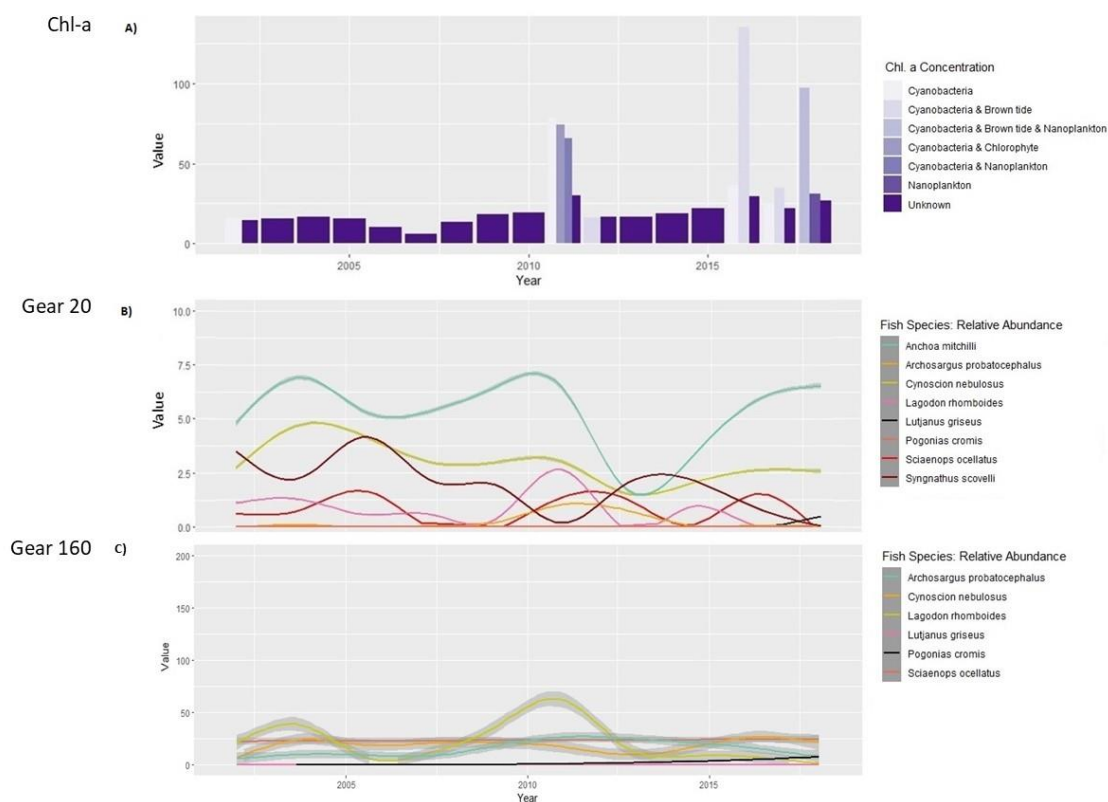 Chl-a
A)
Value
100
50
0
2005
2010
2015
Year
Chl. a Concentration
Cyanobacteria
Cyanobacteria & Brown tide
Cyanobacteria & Brown tide & Nanoplankton
Cyanobacteria & Chlorophyte
Cyanobacteria & Nanoplankton
Nanoplankton
Unknown
Gear 20
B)
Value
10.0
7.5
5.0
2.5
0.0
Fish Species: Relative Abundance
Anchoa mitchilli
Archosargus probatocephalus
Cynoscion nebulosus
Lagodon rhomboides
Lutjanus griseus
Pogonias cromis
Sciaenops ocellatus
Syngnathus scovelli
Gear 160
C)
Value
200
150
100
50
0
2005
2010
2015
Year
Fish Species: Relative Abundance
Archosargus probatocephalus
Cynoscion nebulosus
Lagodon rhomboides
Lutjanus griseus
Pogonias cromis
Sciaenops ocellatus